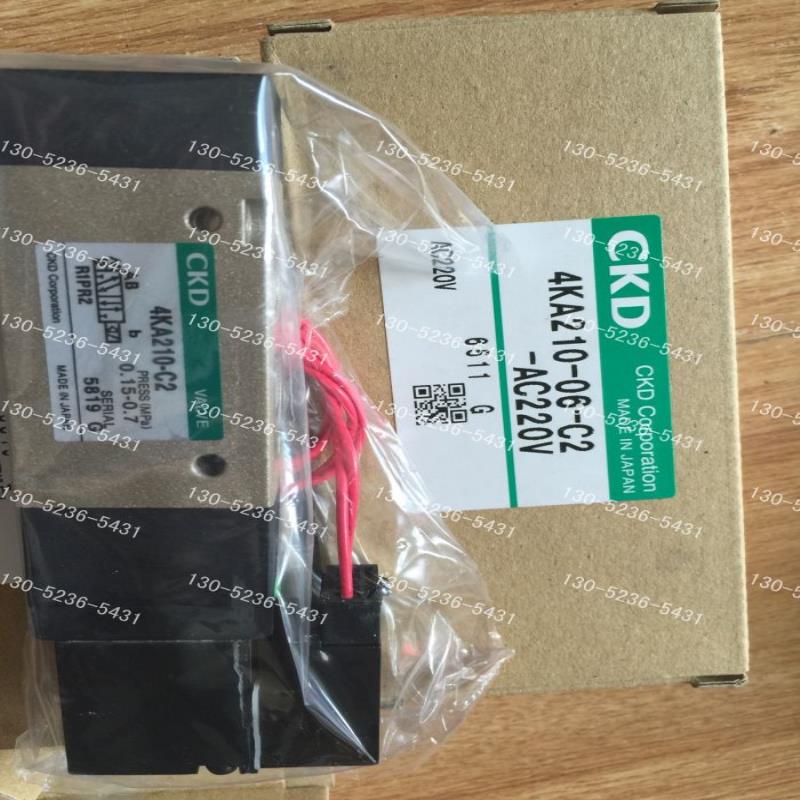 CKD
CKD Corporation
MADE IN JAPAN
4KA210-06-C2
-AC220V
AC220V
6511 G
CKD
VALVE
4KA210-C2
PRESS(MPa)
0.15-0.7
SERIAL
5819 G
B
b
R1PR2
CKD Corporation
MADE IN JAPAN
130-5236-5431